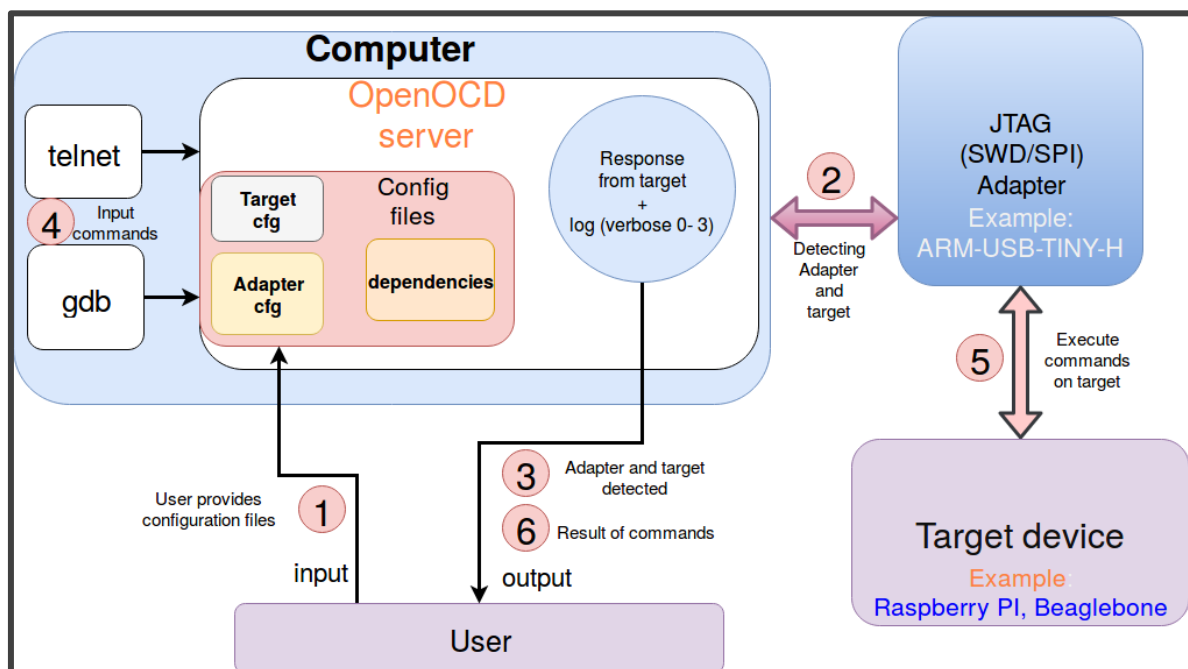 Computer
OpenOCD
server
telnet
4
Input
commands
gdb
Target
cfg
Adapter
cfg
Config
files
dependencies
Response
from target
+
log (verbose 0- 3)
2
Detecting
Adapter
and
target
JTAG
(SWD/SPI)
Adapter
Example:
ARM-USB-TINY-H
5
Execute
commands
on target
User provides
configuration files
1
input
3
Adapter and target
detected
6
Result of commands
output
User
Target device
Example:
Raspberry PI, Beaglebone